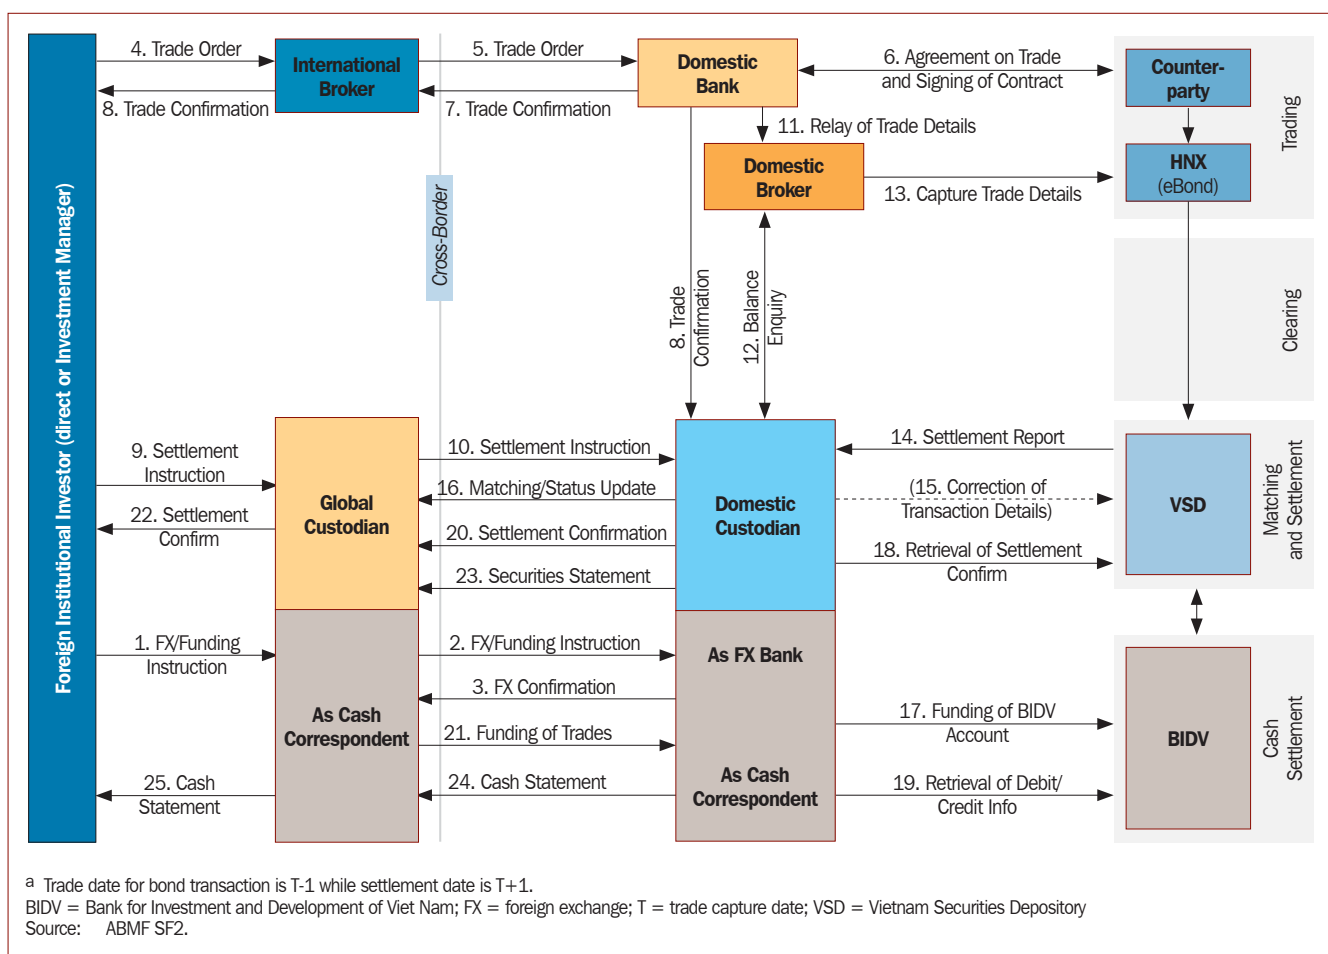 4. Trade Order
5. Trade Order
International
Broker
Domestic
Bank
6. Agreement on Trade
and Signing of Contract
Counter-
party
8. Trade Confirmation
7. Trade Confirmation
11. Relay of Trade Details
Trading
Domestic
Broker
HNX
(eBond)
13. Capture Trade Details
Foreign Institutional Investor (direct or Investment Manager)
Cross-Border
8. Trade
Confirmation
12. Balance
Enquiry
Clearing
9. Settlement
Instruction
10. Settlement Instruction
14. Settlement Report
Global
Custodian
16. Matching/Status Update
Domestic
Custodian
(15. Correction of
Transaction Details)
VSD
Matching
and Settlement
22. Settlement
Confirm
20. Settlement Confirmation
18. Retrieval of Settlement
Confirm
23. Securities Statement
1. FX/Funding
Instruction
2. FX/Funding Instruction
As FX Bank
3. FX Confirmation
As Cash
Correspondent
21. Funding of Trades
17. Funding of BIDV
Account
BIDV
Cash
Settlement
25. Cash
Statement
24. Cash Statement
As Cash
Correspondent
19. Retrieval of Debit/
Credit Info
a Trade date for bond transaction is T-1 while settlement date is T+1.
BIDV = Bank for Investment and Development of Viet Nam; FX = foreign exchange; T = trade capture date; VSD = Vietnam Securities Depository
Source: ABMF SF2.